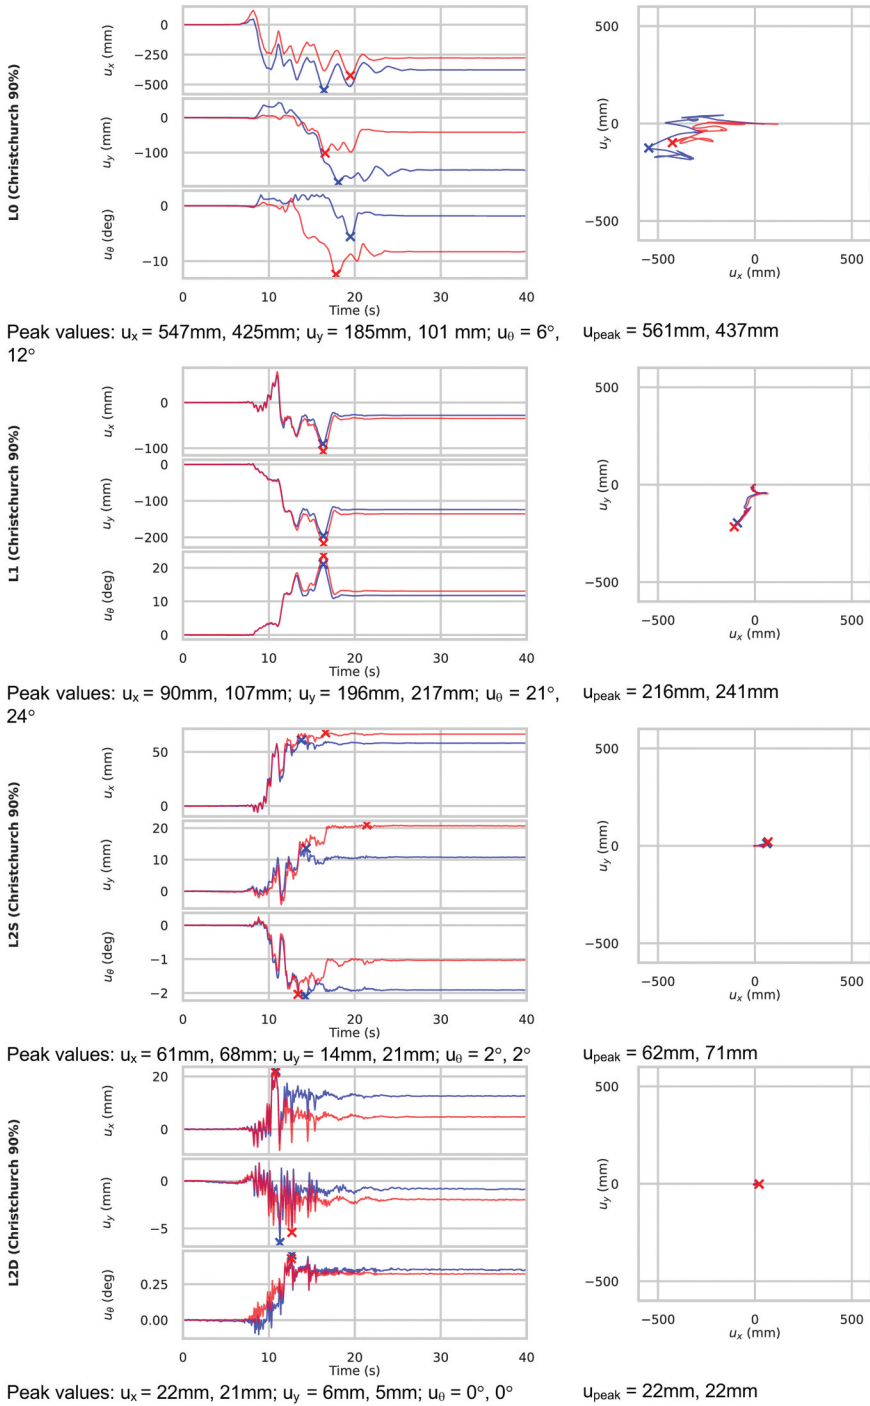 L0 (Christchurch 90%)
uₓ (mm)
0
−250
−500
u_y (mm)
0
−100
u_θ (deg)
0
−10
0 10 20 30 40
Time (s)
u_y (mm)
500
0
−500
−500 0 500
uₓ (mm)
Peak values: uₓ = 547mm, 425mm; u_y = 185mm, 101 mm; u_θ = 6°,
12°
u_peak = 561mm, 437mm
L1 (Christchurch 90%)
uₓ (mm)
0
−100
u_y (mm)
0
−100
−200
u_θ (deg)
20
10
0
0 10 20 30 40
Time (s)
u_y (mm)
500
0
−500
−500 0 500
uₓ (mm)
Peak values: uₓ = 90mm, 107mm; u_y = 196mm, 217mm; u_θ = 21°,
24°
u_peak = 216mm, 241mm
L2S (Christchurch 90%)
uₓ (mm)
50
0
u_y (mm)
20
10
0
u_θ (deg)
0
−1
−2
0 10 20 30 40
Time (s)
u_y (mm)
500
0
−500
−500 0 500
uₓ (mm)
Peak values: uₓ = 61mm, 68mm; u_y = 14mm, 21mm; u_θ = 2°, 2°
u_peak = 62mm, 71mm
L2D (Christchurch 90%)
uₓ (mm)
20
0
u_y (mm)
0
−5
u_θ (deg)
0.25
0.00
0 10 20 30 40
Time (s)
u_y (mm)
500
0
−500
−500 0 500
uₓ (mm)
Peak values: uₓ = 22mm, 21mm; u_y = 6mm, 5mm; u_θ = 0°, 0°
u_peak = 22mm, 22mm